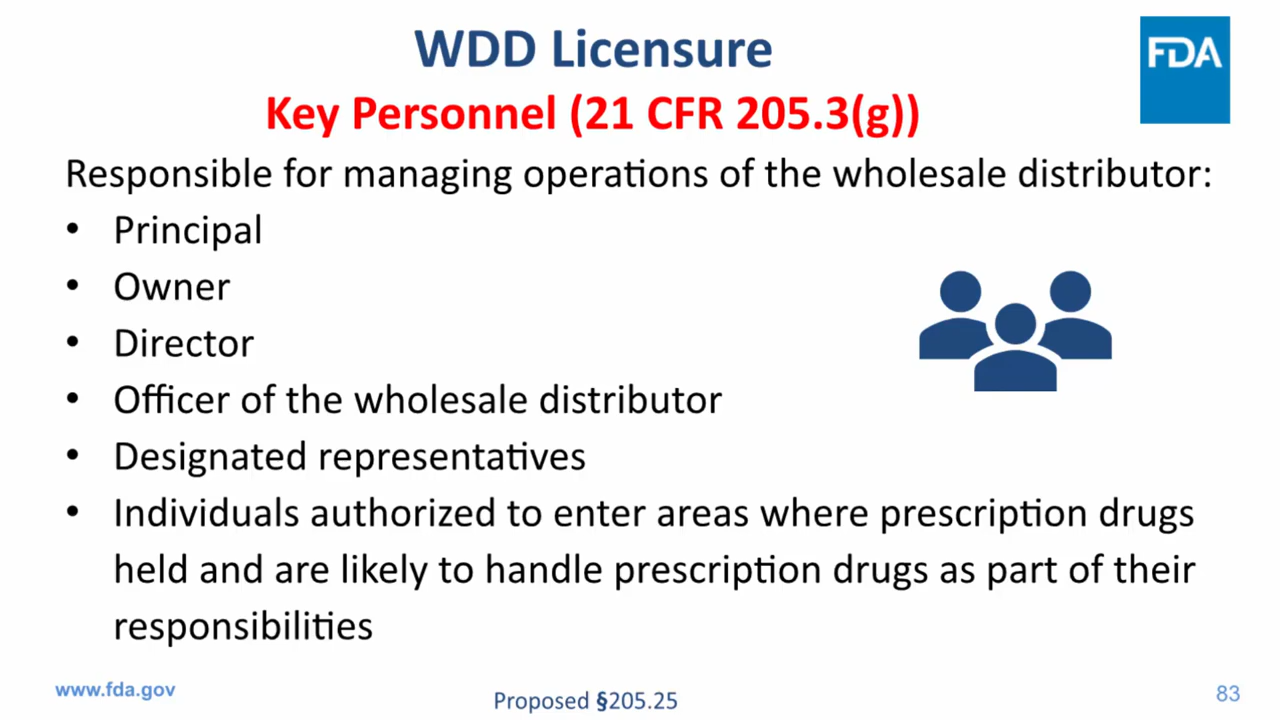 WDD Licensure
FDA
Key Personnel (21 CFR 205.3(g))
Responsible for managing operations of the wholesale distributor:
• Principal
• Owner
• Director
• Officer of the wholesale distributor
• Designated representatives
• Individuals authorized to enter areas where prescription drugs
held and are likely to handle prescription drugs as part of their
responsibilities
www.fda.gov
Proposed §205.25
83